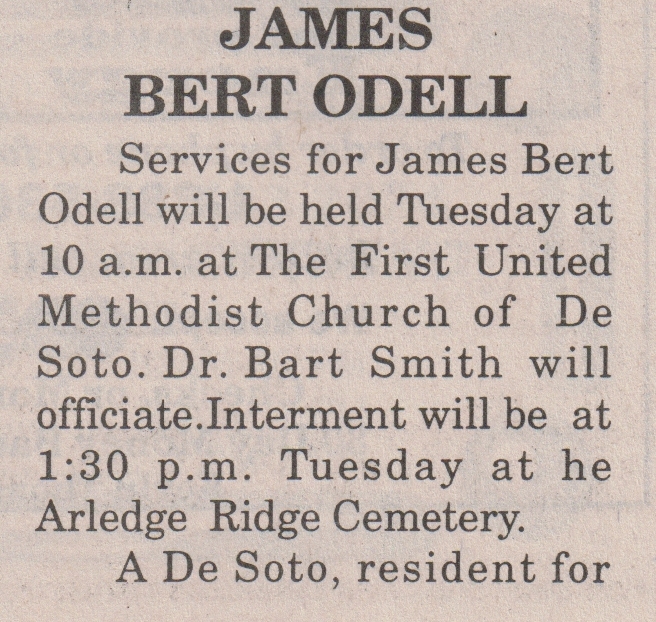 JAMES
BERT ODELL
Services for James Bert
Odell will be held Tuesday at
10 a.m. at The First United
Methodist Church of De
Soto. Dr. Bart Smith will
officiate.Interment will be at
1:30 p.m. Tuesday at he
Arledge Ridge Cemetery.
A De Soto, resident for